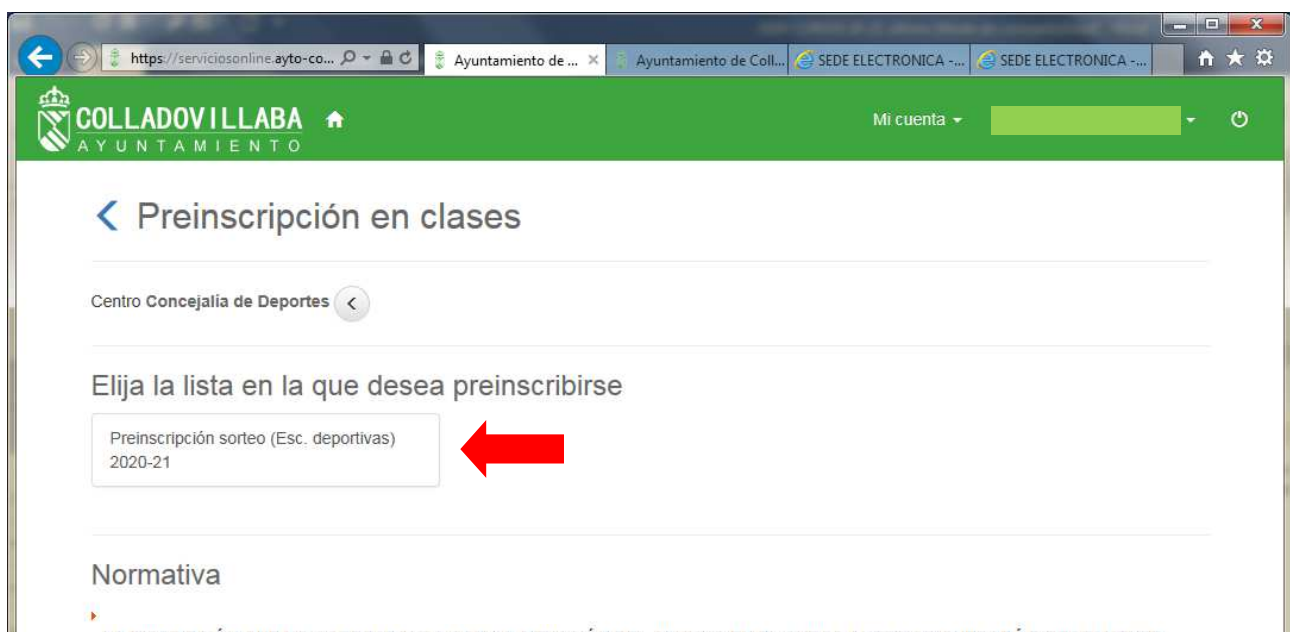 https://serviciosonline.ayto-co...
Ayuntamiento de ...
Ayuntamiento de Coll...
SEDE ELECTRONICA -...
SEDE ELECTRONICA -...
COLLADOVILLABA
AYUNTAMIENTO
Mi cuenta
Preinscripción en clases
Centro Concejalía de Deportes
Elija la lista en la que desea preinscribirse
Preinscripción sorteo (Esc. deportivas)
2020-21
Normativa